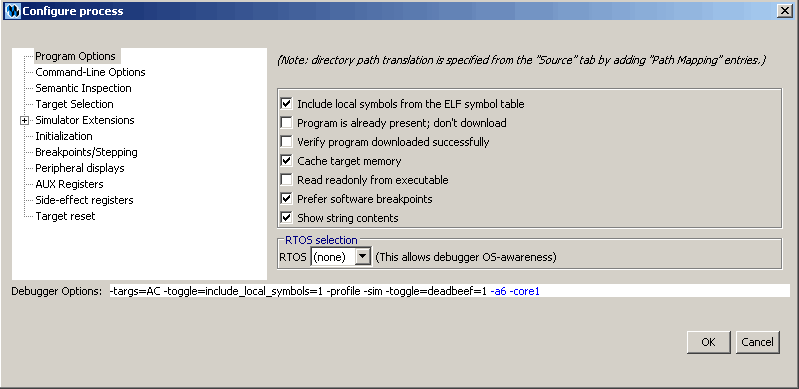 Configure process
Program Options
Command-Line Options
Semantic Inspection
Target Selection
Simulator Extensions
Initialization
Breakpoints/Stepping
Peripheral displays
AUX Registers
Side-effect registers
Target reset
(Note: directory path translation is specified from the "Source" tab by adding "Path Mapping" entries.)
Include local symbols from the ELF symbol table
Program is already present; don't download
Verify program downloaded successfully
Cache target memory
Read readonly from executable
Prefer software breakpoints
Show string contents
RTOS selection
RTOS (none) (This allows debugger OS-awareness)
Debugger Options: -targs=AC -toggle=include_local_symbols=1 -profile -sim -toggle=deadbeef=1 -a6 -core1
OK Cancel